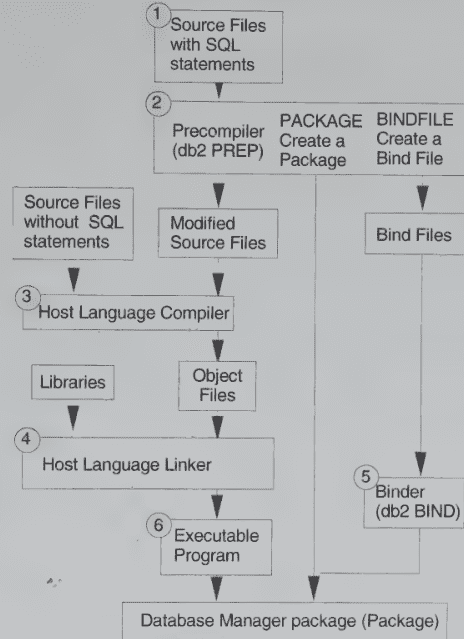 1
Source Files
with SQL
statements
2
Precompiler
(db2 PREP)
PACKAGE
Create a
Package
BINDFILE
Create a
Bind File
Source Files
without SQL
statements
Modified
Source Files
Bind Files
3
Host Language Compiler
Libraries
Object
Files
4
Host Language Linker
5
Binder
(db2 BIND)
6
Executable
Program
Database Manager package (Package)